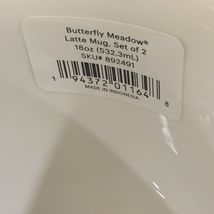 Butterfly Meadow®
Latte Mug, Set of 2
18oz (532.3mL)
SKU# 892491
1 94372 01164 8
MADE IN INDONESIA